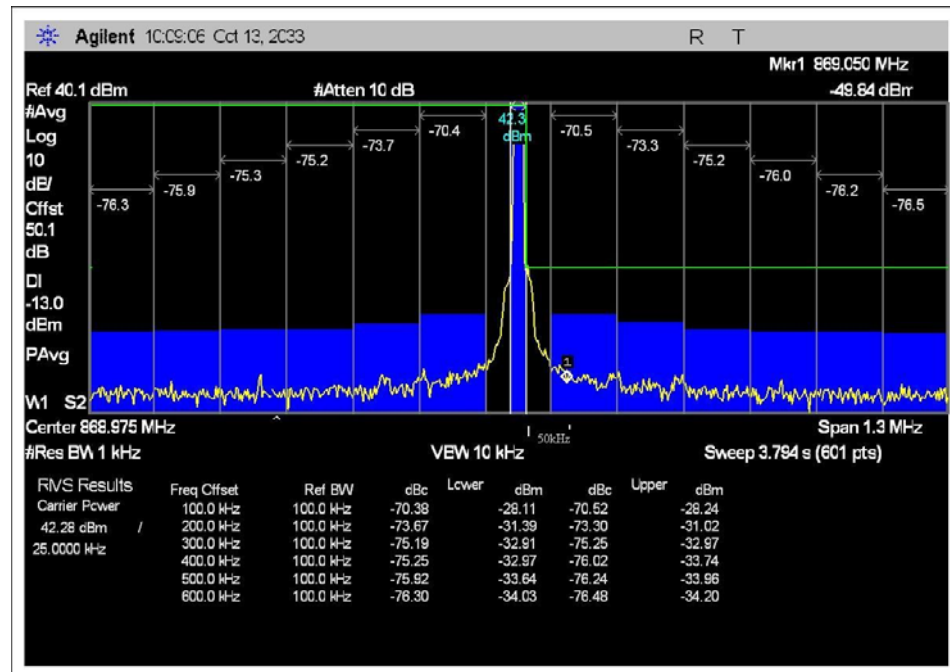 Agilent 10:09:06 Oct 13, 2033 R T
Mkr1 869.050 MHz
Ref 40.1 dBm #Atten 10 dB -49.84 dBm
#Avg
Log
10
dB/
Offst
50.1
dB
DI
-13.0
dBm
PAvg
W1 S2
42.3
dBm
-70.4 -70.5
-73.7 -73.3
-75.2 -75.2
-75.3 -76.0
-75.9 -76.2
-76.3 -76.5
1
Center 868.975 MHz Span 1.3 MHz
50kHz
#Res BW 1 kHz VBW 10 kHz Sweep 3.794 s (601 pts)
RMS Results Freq Offset Ref BW dBc Lower dBm dBc Upper dBm
Carrier Power 100.0 kHz 100.0 kHz -70.38 -28.11 -70.52 -28.24
42.28 dBm / 200.0 kHz 100.0 kHz -73.67 -31.39 -73.30 -31.02
25.0000 kHz 300.0 kHz 100.0 kHz -75.19 -32.91 -75.25 -32.97
400.0 kHz 100.0 kHz -75.25 -32.97 -76.02 -33.74
500.0 kHz 100.0 kHz -75.92 -33.64 -76.24 -33.96
600.0 kHz 100.0 kHz -76.30 -34.03 -76.48 -34.20